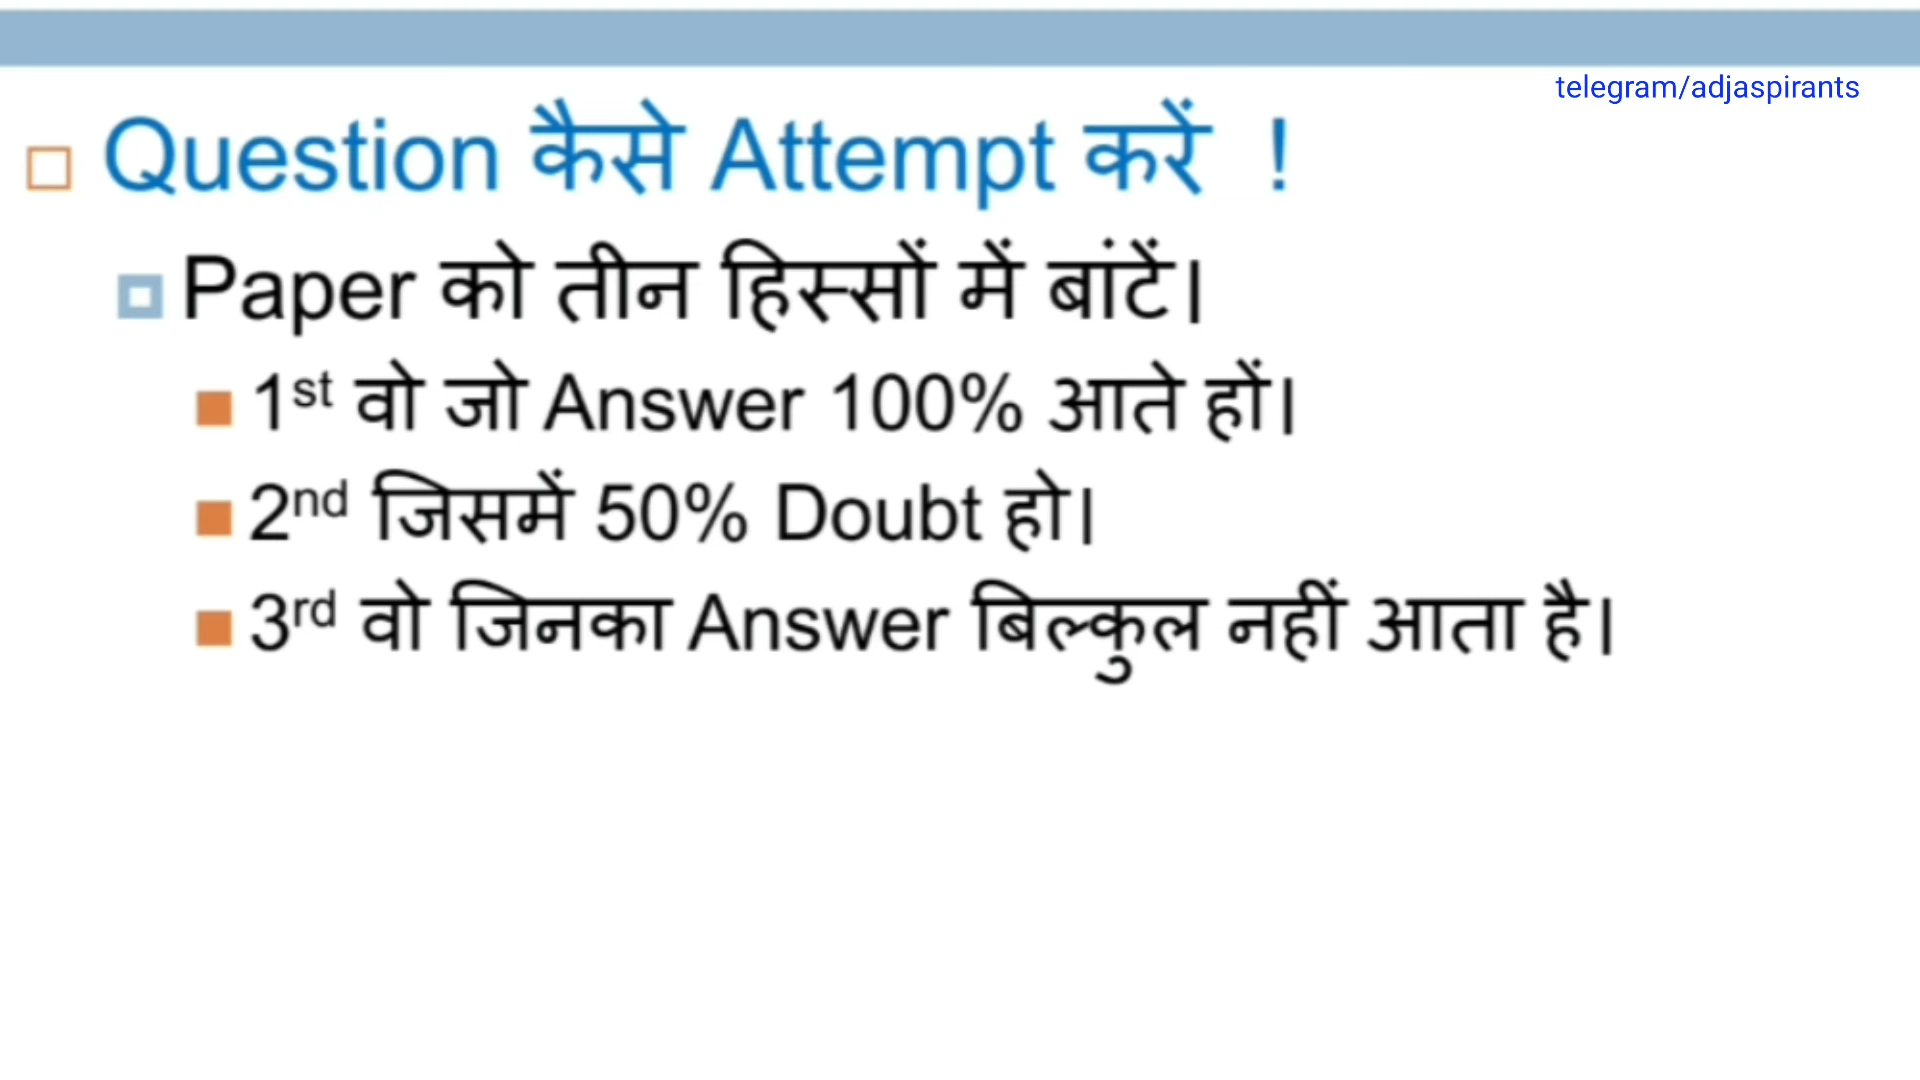 telegram/adjaspirants
Question कैसे Attempt करें !
Paper को तीन हिस्सों में बांटें।
1st वो जो Answer 100% आते हों।
2nd जिसमें 50% Doubt हो।
3rd वो जिनका Answer बिल्कुल नहीं आता है।